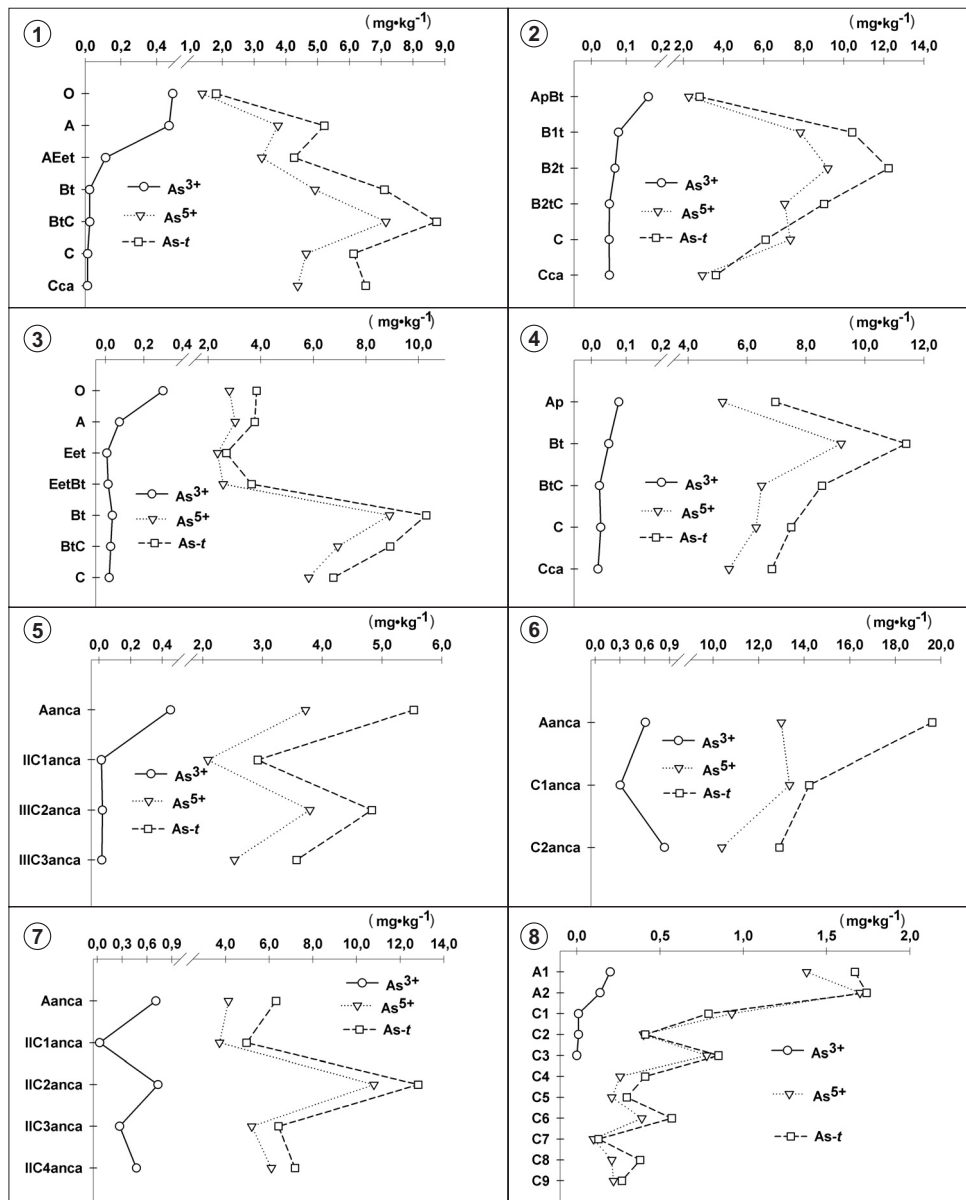 1
(mg•kg-1)
0,0 0,2 0,4 1,0 2,0 3,0 4,0 5,0 6,0 7,0 8,0 9,0
O
A
AEet
Bt
BtC
C
Cca
As3+
As5+
As-t
2
(mg•kg-1)
0,0 0,1 0,2 2,0 4,0 6,0 8,0 10,0 12,0 14,0
ApBt
B1t
B2t
B2tC
C
Cca
As3+
As5+
As-t
3
(mg•kg-1)
0,0 0,2 0,4 2,0 4,0 6,0 8,0 10,0
O
A
Eet
EetBt
Bt
BtC
C
As3+
As5+
As-t
4
(mg•kg-1)
0,0 0,1 0,2 4,0 6,0 8,0 10,0 12,0
Ap
Bt
BtC
C
Cca
As3+
As5+
As-t
5
(mg•kg-1)
0,0 0,2 0,4 2,0 3,0 4,0 5,0 6,0
Aanca
IIC1anca
IIIC2anca
IIIC3anca
As3+
As5+
As-t
6
(mg•kg-1)
0,0 0,3 0,6 0,9 10,0 12,0 14,0 16,0 18,0 20,0
Aanca
C1anca
C2anca
As3+
As5+
As-t
7
(mg•kg-1)
0,0 0,3 0,6 0,9 4,0 6,0 8,0 10,0 12,0 14,0
Aanca
IIC1anca
IIC2anca
IIC3anca
IIC4anca
As3+
As5+
As-t
8
(mg•kg-1)
0,0 0,5 1,0 1,5 2,0
A1
A2
C1
C2
C3
C4
C5
C6
C7
C8
C9
As3+
As5+
As-t